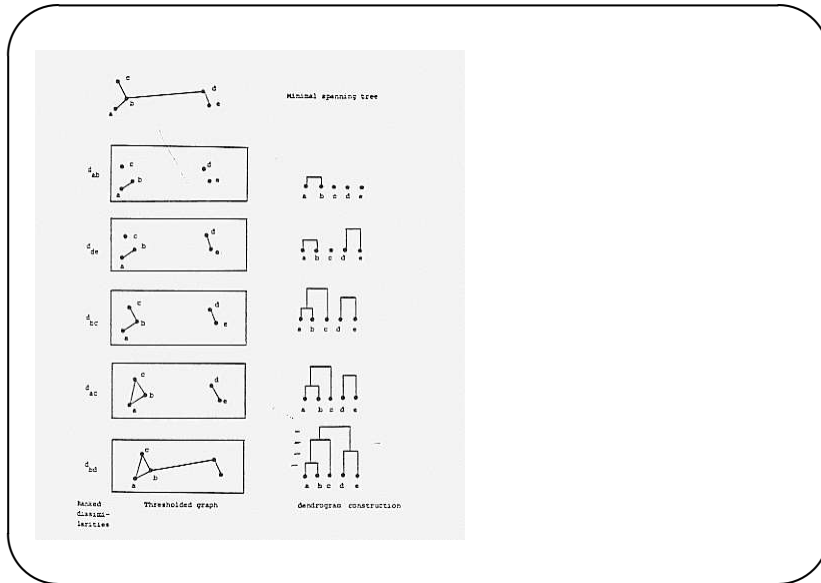 c
d
b
e
a
Minimal spanning tree
d ab
c
d
b
e
a
a b c d e
d de
c
d
b
e
a
a b c d e
d bc
c
d
b
e
a
a b c d e
d ac
c
d
b
e
a
a b c d e
d bd
c
b
a
a b c d e
Ranked
dissimi-
larities
Thresholded graph
dendrogram construction